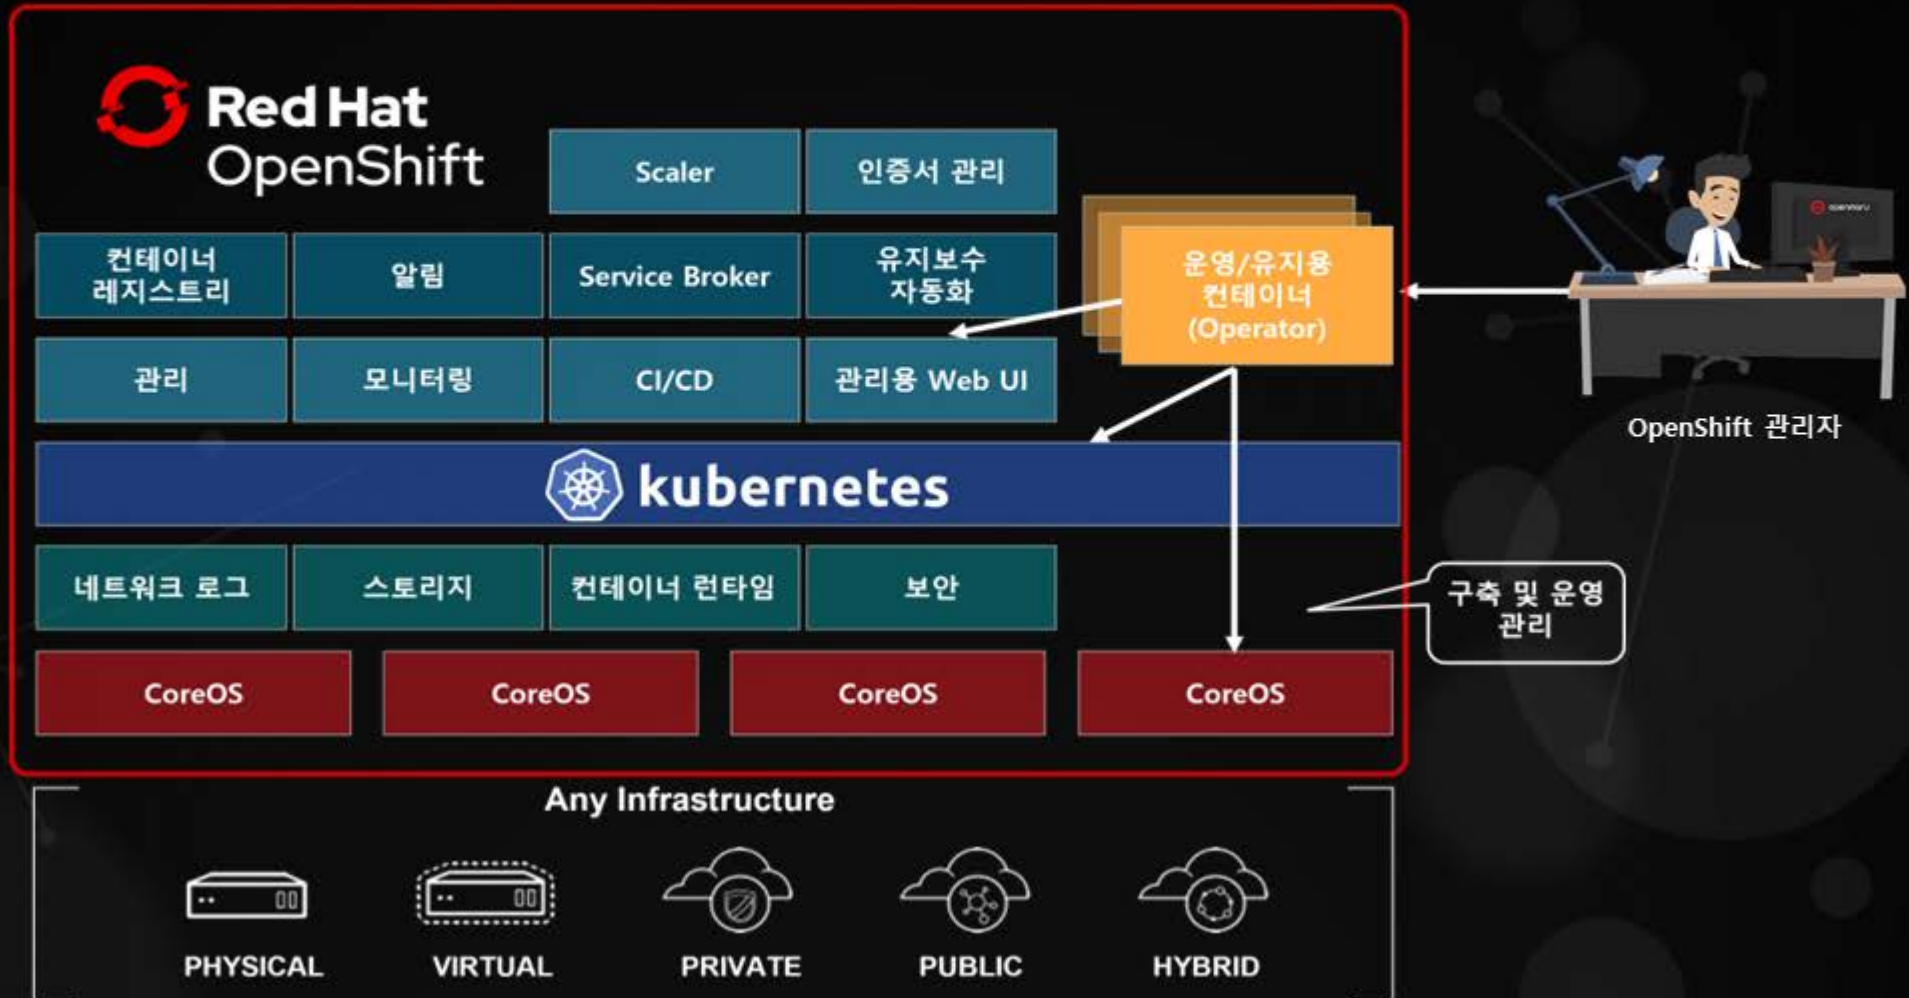 Red Hat
OpenShift
Scaler
인증서 관리
컨테이너
레지스트리
알림
Service Broker
유지보수
자동화
운영/유지용
컨테이너
(Operator)
관리
모니터링
CI/CD
관리용 Web UI
OpenShift 관리자
kubernetes
네트워크 로그
스토리지
컨테이너 런타임
보안
구축 및 운영
관리
CoreOS
CoreOS
CoreOS
CoreOS
Any Infrastructure
PHYSICAL
VIRTUAL
PRIVATE
PUBLIC
HYBRID